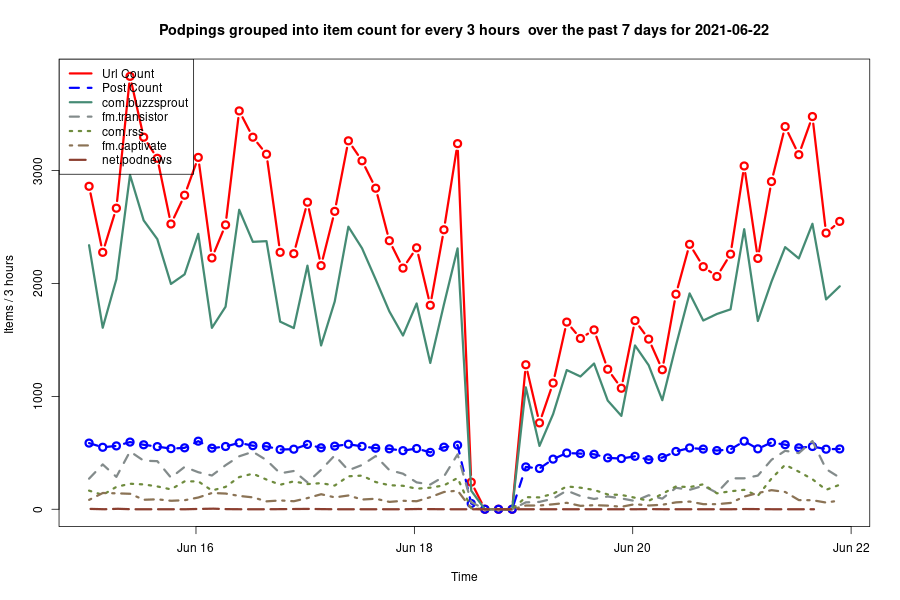 Podpings grouped into item count for every 3 hours  over the past 7 days for 2021-06-22
Url Count
Post Count
com.buzzsprout
fm.transistor
com.rss
fm.captivate
net.podnews
3000
2000
1000
0
Items / 3 hours
Jun 16
Jun 18
Jun 20
Jun 22
Time